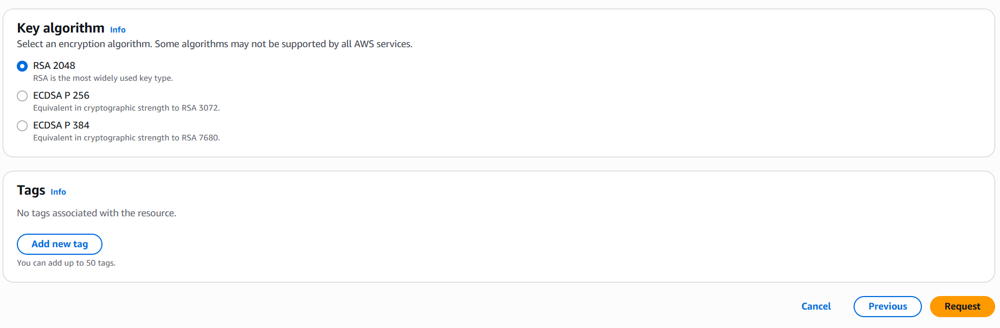 Key algorithm Info
Select an encryption algorithm. Some algorithms may not be supported by all AWS services.
RSA 2048
RSA is the most widely used key type.
ECDSA P 256
Equivalent in cryptographic strength to RSA 3072.
ECDSA P 384
Equivalent in cryptographic strength to RSA 7680.
Tags Info
No tags associated with the resource.
Add new tag
You can add up to 50 tags.
Cancel Previous Request